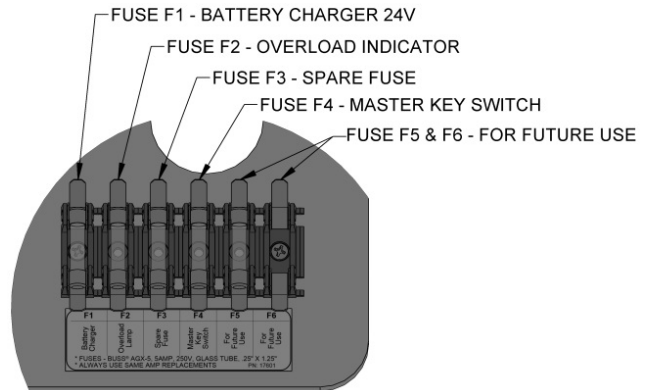 FUSE F1 - BATTERY CHARGER 24V
FUSE F2 - OVERLOAD INDICATOR
FUSE F3 - SPARE FUSE
FUSE F4 - MASTER KEY SWITCH
FUSE F5 & F6 - FOR FUTURE USE
F1 F2 F3 F4 F5 F6
Battery
Charger
Overload
Lamp
Spare
Fuse
Master
Key
Switch
For
Future
Use
For
Future
Use
* FUSES - BUSS® AGX-5, 5AMP, 250V, GLASS TUBE, .25" X 1.25"
* ALWAYS USE SAME AMP REPLACEMENTS PN: 17601